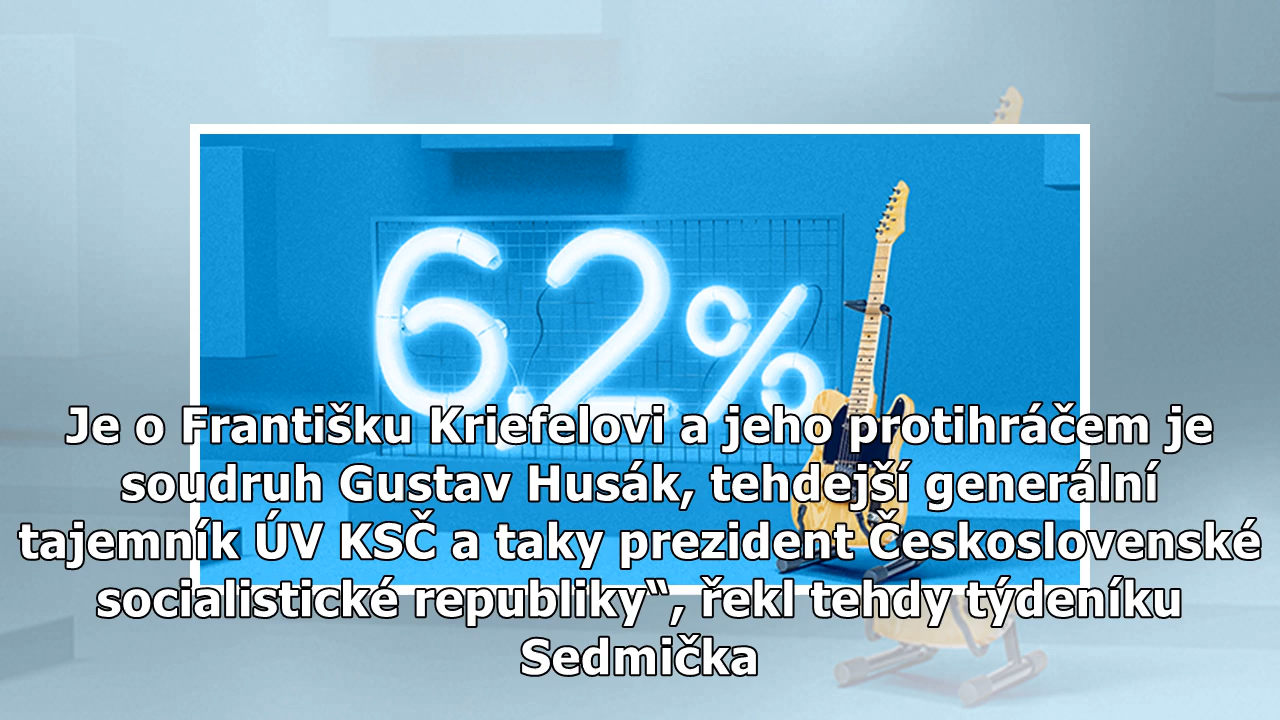 62%
Je o Františku Kriefelovi a jeho protihráčem je
soudruh Gustav Husák, tehdejší generální
tajemník ÚV KSČ a taky prezident Československé
socialistické republiky“, řekl tehdy týdeníku
Sedmička